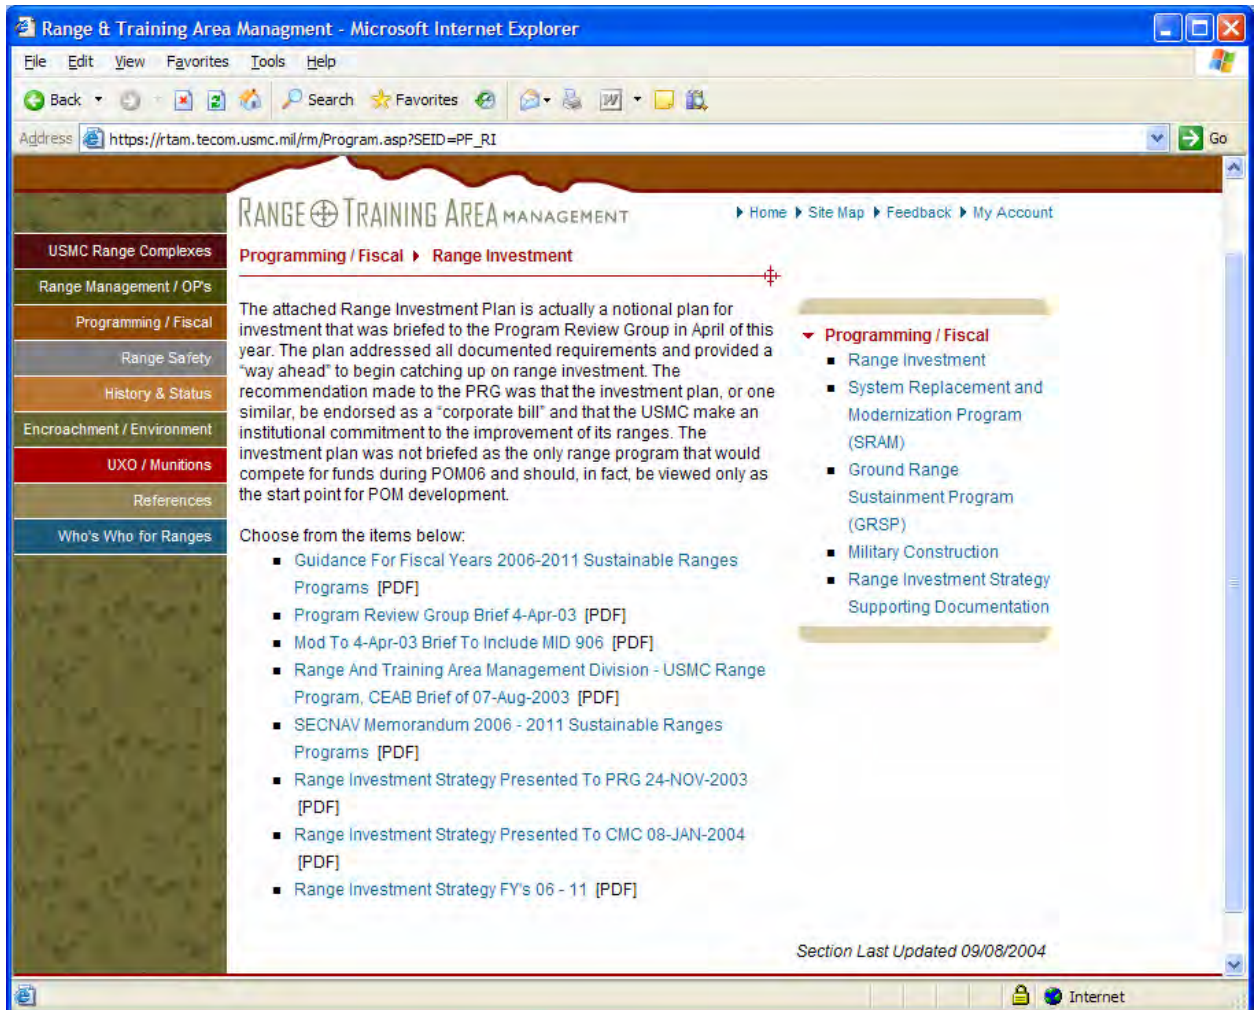 Range & Training Area Managment - Microsoft Internet Explorer
File Edit View Favorites Tools Help
Back Search Favorites
Address https://rtam.tecom.usmc.mil/rm/Program.asp?SEID=PF_RI Go
RANGE TRAINING AREA MANAGEMENT
Home Site Map Feedback My Account
USMC Range Complexes
Range Management / OP's
Programming / Fiscal
Range Safety
History & Status
Encroachment / Environment
UXO / Munitions
References
Who's Who for Ranges
Programming / Fiscal Range Investment
The attached Range Investment Plan is actually a notional plan for
investment that was briefed to the Program Review Group in April of this
year. The plan addressed all documented requirements and provided a
“way ahead” to begin catching up on range investment. The
recommendation made to the PRG was that the investment plan, or one
similar, be endorsed as a “corporate bill” and that the USMC make an
institutional commitment to the improvement of its ranges. The
investment plan was not briefed as the only range program that would
compete for funds during POM06 and should, in fact, be viewed only as
the start point for POM development.
Choose from the items below:
Guidance For Fiscal Years 2006-2011 Sustainable Ranges
Programs [PDF]
Program Review Group Brief 4-Apr-03 [PDF]
Mod To 4-Apr-03 Brief To Include MID 906 [PDF]
Range And Training Area Management Division - USMC Range
Program, CEAB Brief of 07-Aug-2003 [PDF]
SECNAV Memorandum 2006 - 2011 Sustainable Ranges
Programs [PDF]
Range Investment Strategy Presented To PRG 24-NOV-2003
[PDF]
Range Investment Strategy Presented To CMC 08-JAN-2004
[PDF]
Range Investment Strategy FY's 06 - 11 [PDF]
Programming / Fiscal
Range Investment
System Replacement and
Modernization Program
(SRAM)
Ground Range
Sustainment Program
(GRSP)
Military Construction
Range Investment Strategy
Supporting Documentation
Section Last Updated 09/08/2004
Internet